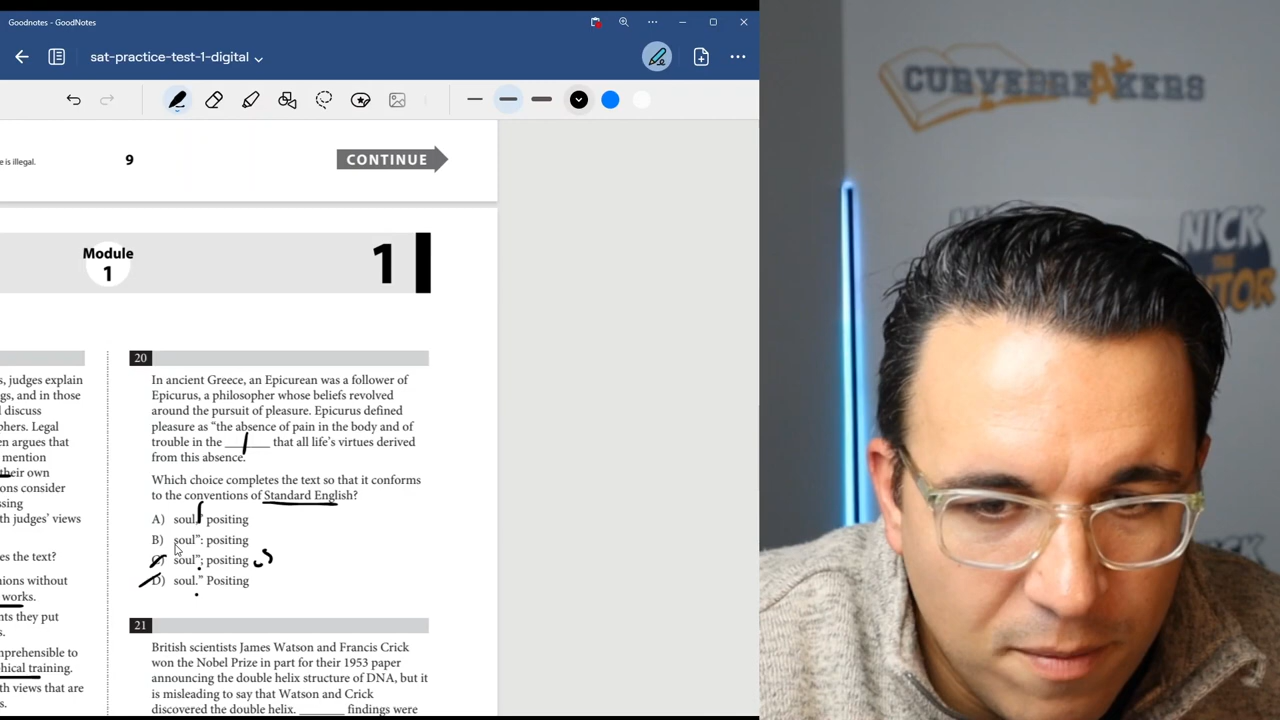 Goodnotes - GoodNotes
sat-practice-test-1-digital
e is illegal.
9
CONTINUE
Module
1
1
s, judges explain
gs, and in those
discuss
phers. Legal
en argues that
mention
their own
ons consider
ssing
th judges' views
es the text?
nions without
works.
nts they put
s.
mprehensible to
phical training.
th views that are
s.
20
In ancient Greece, an Epicurean was a follower of
Epicurus, a philosopher whose beliefs revolved
around the pursuit of pleasure. Epicurus defined
pleasure as “the absence of pain in the body and of
trouble in the ______ that all life’s virtues derived
from this absence.
Which choice completes the text so that it conforms
to the conventions of Standard English?
A) soul,” positing
B) soul”: positing
C) soul”; positing
D) soul.” Positing
21
British scientists James Watson and Francis Crick
won the Nobel Prize in part for their 1953 paper
announcing the double helix structure of DNA, but it
is misleading to say that Watson and Crick
discovered the double helix. ______ findings were
CURVEBREAKERS
A+
NICK
THE
TUTOR